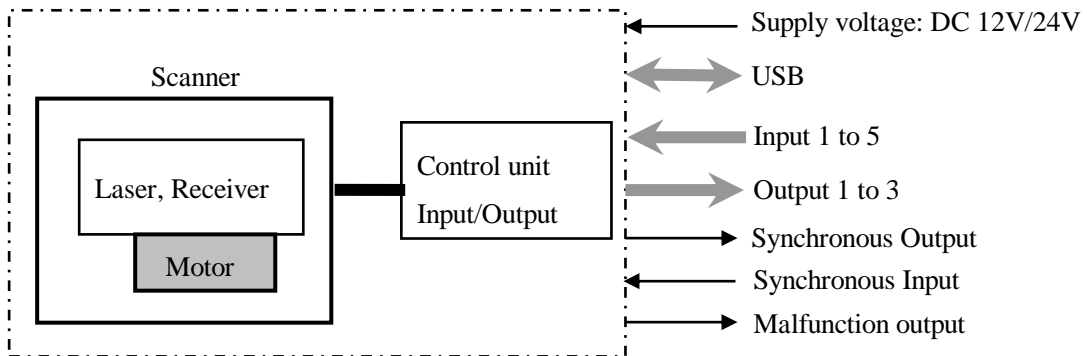 Supply voltage: DC 12V/24V
Scanner
USB
Laser, Receiver
Control unit
Input/Output
Input 1 to 5
Output 1 to 3
Motor
Synchronous Output
Synchronous Input
Malfunction output